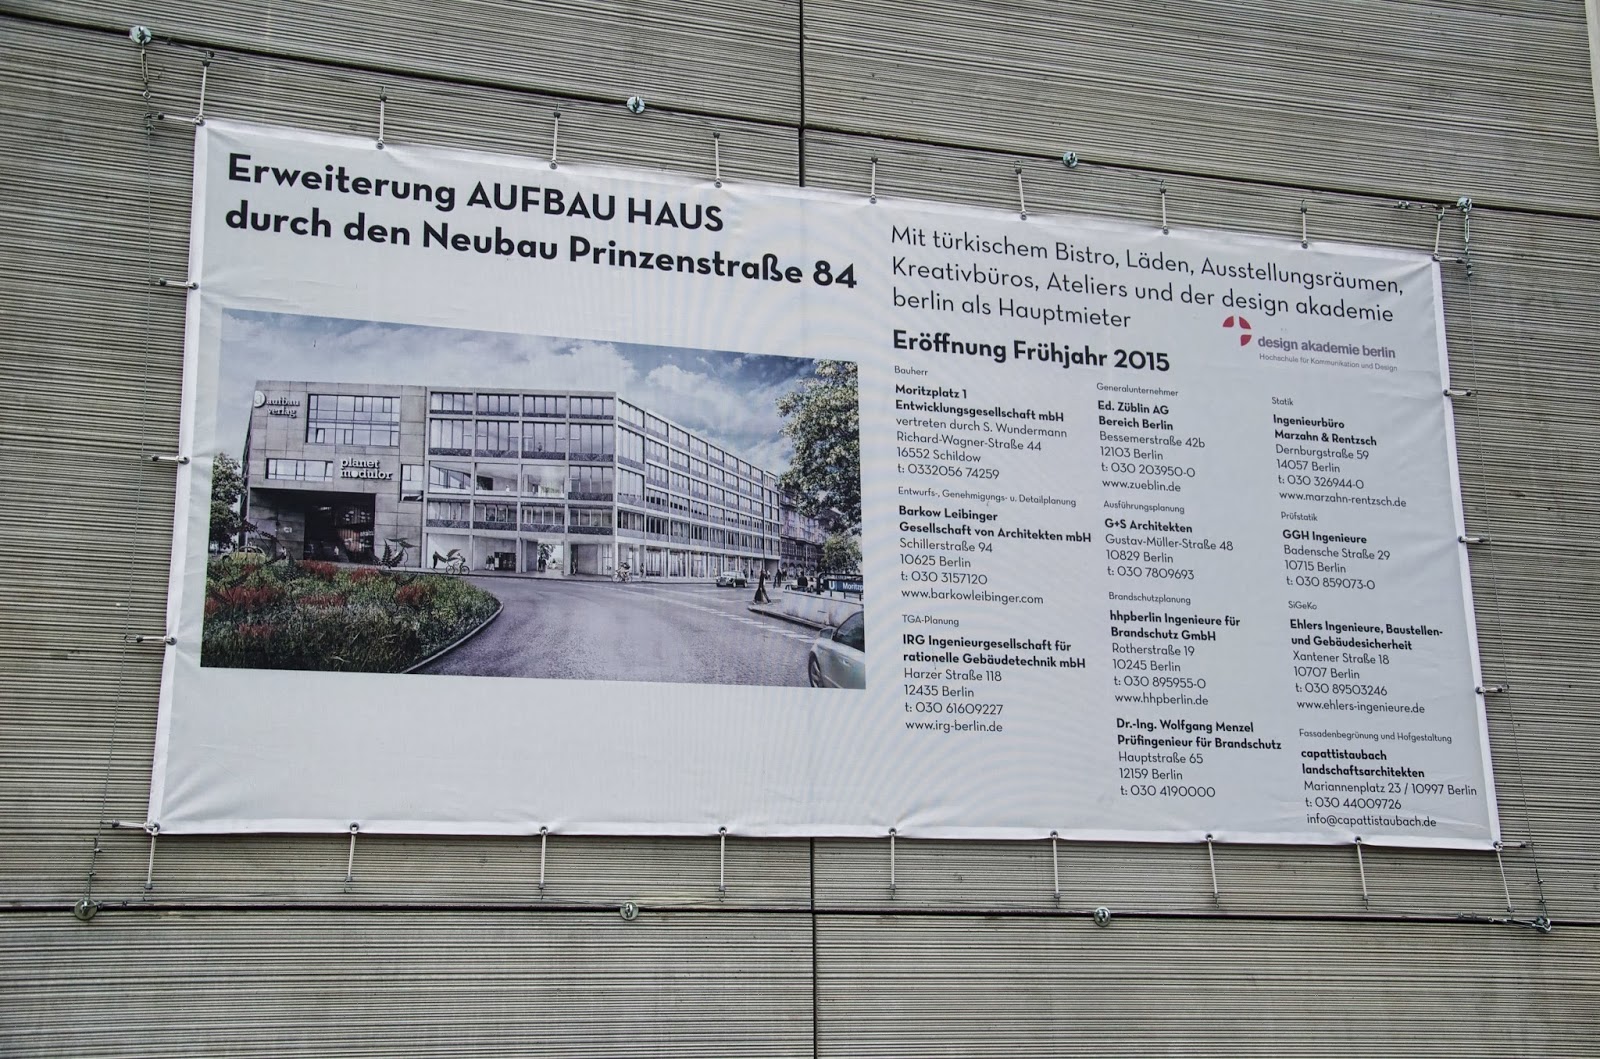 Erweiterung AUFBAU HAUS
durch den Neubau Prinzenstraße 84
aufbau
verlag
planet
modulor
U Moritz
Mit türkischem Bistro, Läden, Ausstellungsräumen,
Kreativbüros, Ateliers und der design akademie
berlin als Hauptmieter
design akademie berlin
Hochschule für Kommunikation und Design
Eröffnung Frühjahr 2015
Bauherr
Moritzplatz 1
Entwicklungsgesellschaft mbH
vertreten durch S. Wundermann
Richard-Wagner-Straße 44
16552 Schildow
t: 0332056 74259
Entwurfs-, Genehmigungs- u. Detailplanung
Barkow Leibinger
Gesellschaft von Architekten mbH
Schillerstraße 94
10625 Berlin
t: 030 3157120
www.barkowleibinger.com
TGA-Planung
IRG Ingenieurgesellschaft für
rationelle Gebäudetechnik mbH
Harzer Straße 118
12435 Berlin
t: 030 61609227
www.irg-berlin.de
Generalunternehmer
Ed. Züblin AG
Bereich Berlin
Bessemerstraße 42b
12103 Berlin
t: 030 203950-0
www.zueblin.de
Ausführungsplanung
G+S Architekten
Gustav-Müller-Straße 48
10829 Berlin
t: 030 7809693
Brandschutzplanung
hhpberlin Ingenieure für
Brandschutz GmbH
Rotherstraße 19
10245 Berlin
t: 030 895955-0
www.hhpberlin.de
Dr.-Ing. Wolfgang Menzel
Prüfingenieur für Brandschutz
Hauptstraße 65
12159 Berlin
t: 030 4190000
Statik
Ingenieurbüro
Marzahn & Rentzsch
Dernburgstraße 59
14057 Berlin
t: 030 326944-0
www.marzahn-rentzsch.de
Prüfstatik
GGH Ingenieure
Badensche Straße 29
10715 Berlin
t: 030 859073-0
SiGeKo
Ehlers Ingenieure, Baustellen-
und Gebäudesicherheit
Xantener Straße 18
10707 Berlin
t: 030 89503246
www.ehlers-ingenieure.de
Fassadenbegrünung und Hofgestaltung
capattistaubach
landschaftsarchitekten
Mariannenplatz 23 / 10997 Berlin
t: 030 44009726
info@capattistaubach.de